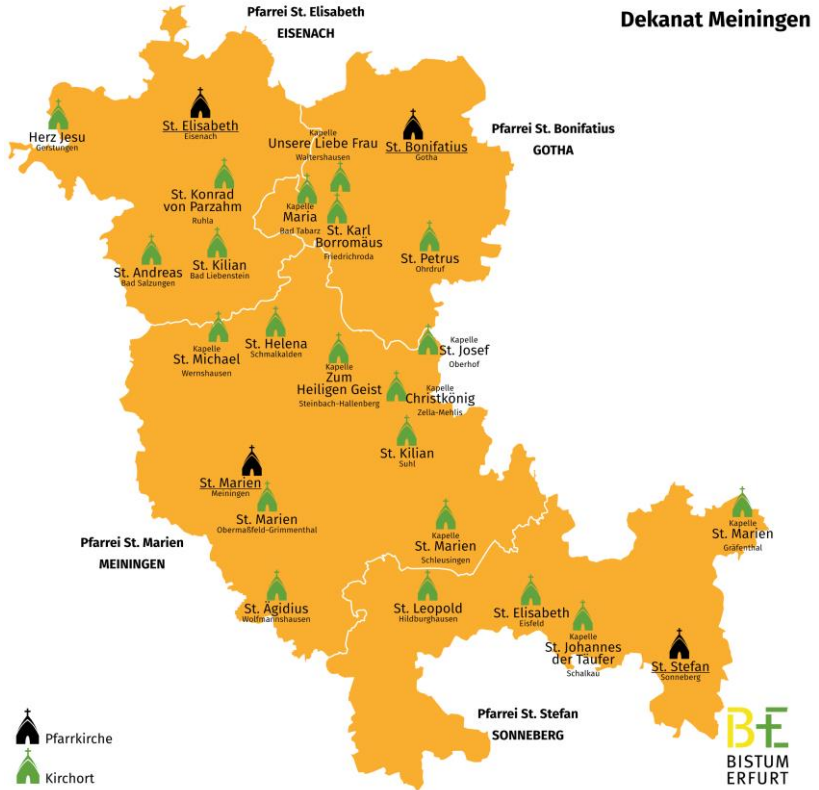 Pfarrei St. Elisabeth
EISENACH
Dekanat Meiningen
Herz Jesu
Gerstungen
St. Elisabeth
Eisenach
Kapelle
Unsere Liebe Frau
Waltershausen
St. Bonifatius
Gotha
Pfarrei St. Bonifatius
GOTHA
St. Konrad
von Parzahm
Ruhla
Kapelle
Maria
Bad Tabarz
St. Karl
Borromäus
Friedrichroda
St. Petrus
Ohrdruf
St. Andreas
Bad Salzungen
St. Kilian
Bad Liebenstein
Kapelle
St. Michael
Wernshausen
St. Helena
Schmalkalden
Kapelle
Zum
Heiligen Geist
Steinbach-Hallenberg
Kapelle
St. Josef
Oberhof
Kapelle
Christkönig
Zella-Mehlis
St. Kilian
Suhl
St. Marien
Meiningen
St. Marien
Obermaßfeld-Grimmenthal
Kapelle
St. Marien
Schleusingen
Kapelle
St. Marien
Gräfenthal
Pfarrei St. Marien
MEININGEN
St. Ägidius
Wolfmannshausen
St. Leopold
Hildburghausen
St. Elisabeth
Eisfeld
Kapelle
St. Johannes
der Täufer
Schalkau
St. Stefan
Sonneberg
Pfarrei St. Stefan
SONNEBERG
Pfarrkirche
Kirchort
BE
BISTUM
ERFURT